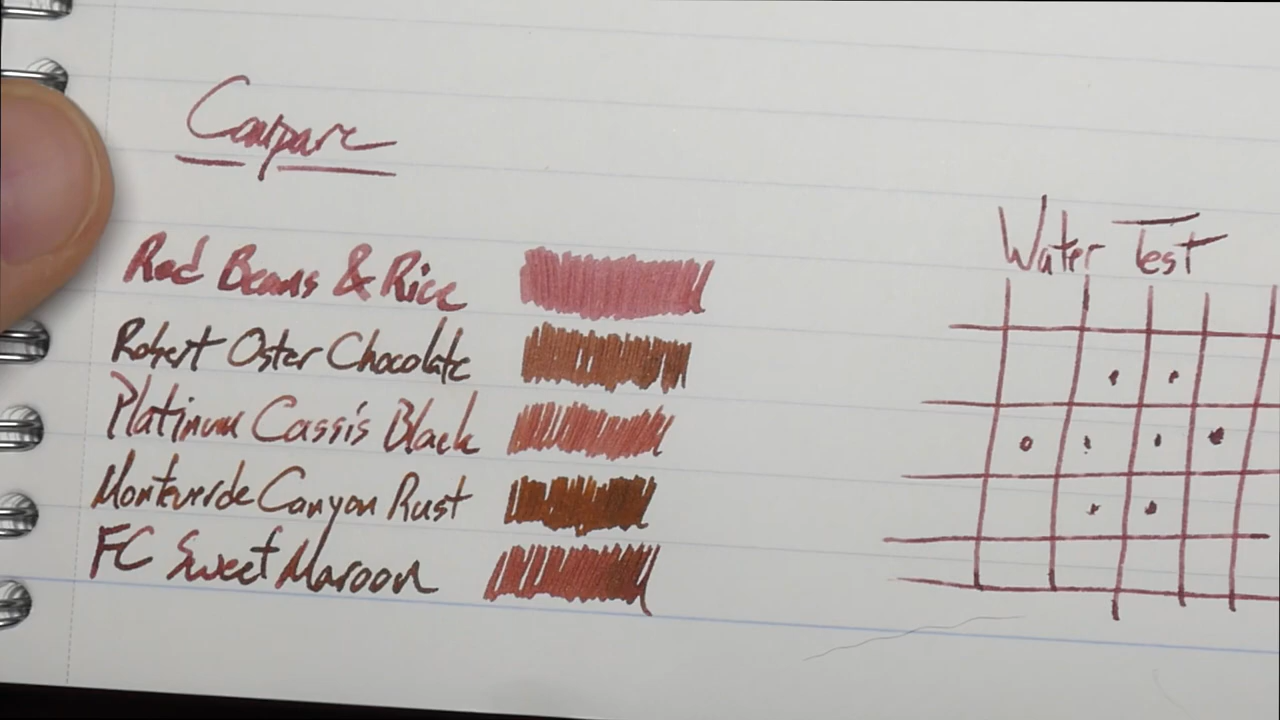 Compare
Red Beans & Rice
Robert Oster Chocolate
Platinum Cassis Black
Monteverde Canyon Rust
FC Sweet Maroon
Water Test